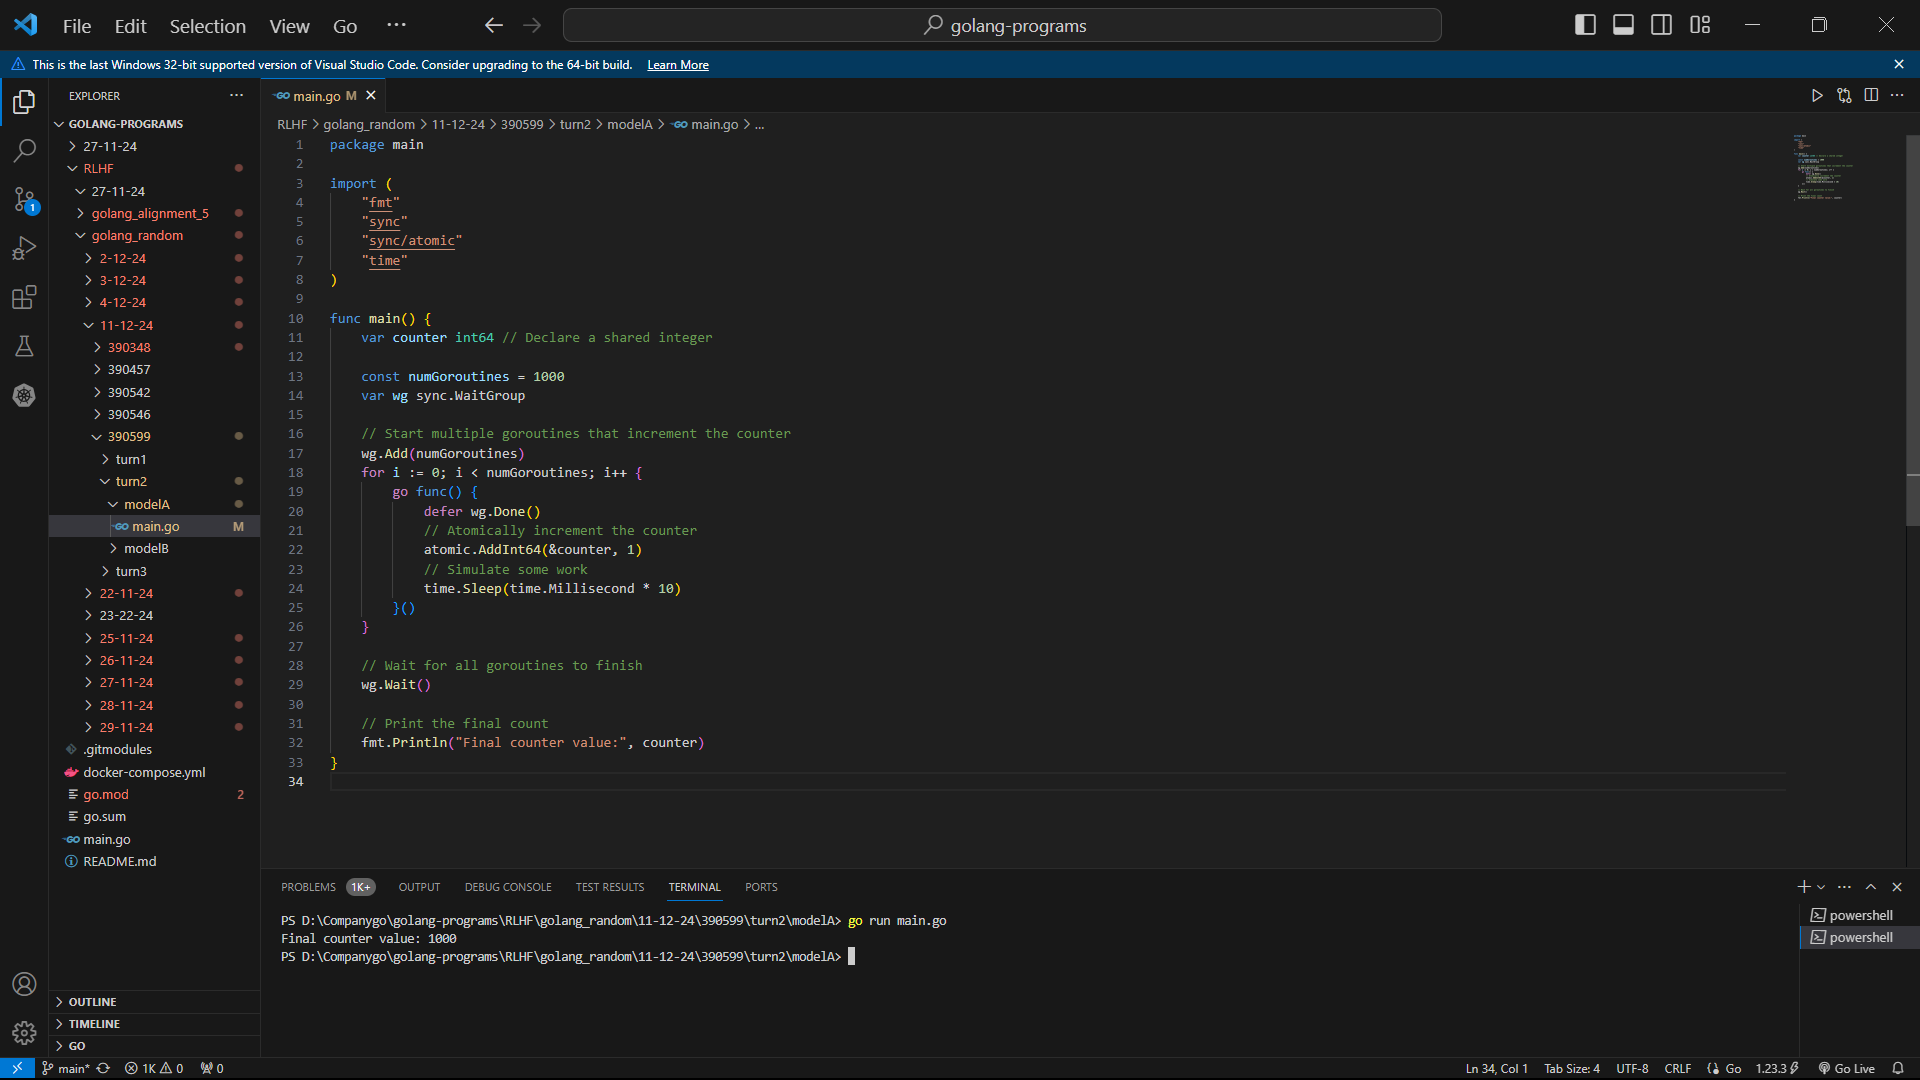 File Edit Selection View Go ···
golang-programs
This is the last Windows 32-bit supported version of Visual Studio Code. Consider upgrading to the 64-bit build. Learn More
EXPLORER ···
GOLANG-PROGRAMS
27-11-24
RLHF
27-11-24
golang_alignment_5
golang_random
2-12-24
3-12-24
4-12-24
11-12-24
390348
390457
390542
390546
390599
turn1
turn2
modelA
GO main.go M
modelB
turn3
22-11-24
23-22-24
25-11-24
26-11-24
27-11-24
28-11-24
29-11-24
.gitmodules
docker-compose.yml
go.mod 2
go.sum
GO main.go
README.md
OUTLINE
TIMELINE
GO
1
GO main.go M
RLHF > golang_random > 11-12-24 > 390599 > turn2 > modelA > GO main.go > ...
1 package main
2
3 import (
4 "fmt"
5 "sync"
6 "sync/atomic"
7 "time"
8 )
9
10 func main() {
11 var counter int64 // Declare a shared integer
12
13 const numGoroutines = 1000
14 var wg sync.WaitGroup
15
16 // Start multiple goroutines that increment the counter
17 wg.Add(numGoroutines)
18 for i := 0; i < numGoroutines; i++ {
19 go func() {
20 defer wg.Done()
21 // Atomically increment the counter
22 atomic.AddInt64(&counter, 1)
23 // Simulate some work
24 time.Sleep(time.Millisecond * 10)
25 }()
26 }
27
28 // Wait for all goroutines to finish
29 wg.Wait()
30
31 // Print the final count
32 fmt.Println("Final counter value:", counter)
33 }
34
PROBLEMS 1K+ OUTPUT DEBUG CONSOLE TEST RESULTS TERMINAL PORTS
PS D:\Companygo\golang-programs\RLHF\golang_random\11-12-24\390599\turn2\modelA> go run main.go
Final counter value: 1000
PS D:\Companygo\golang-programs\RLHF\golang_random\11-12-24\390599\turn2\modelA>
powershell
powershell
main* 1K 0 0 Ln 34, Col 1 Tab Size: 4 UTF-8 CRLF Go 1.23.3 Go Live